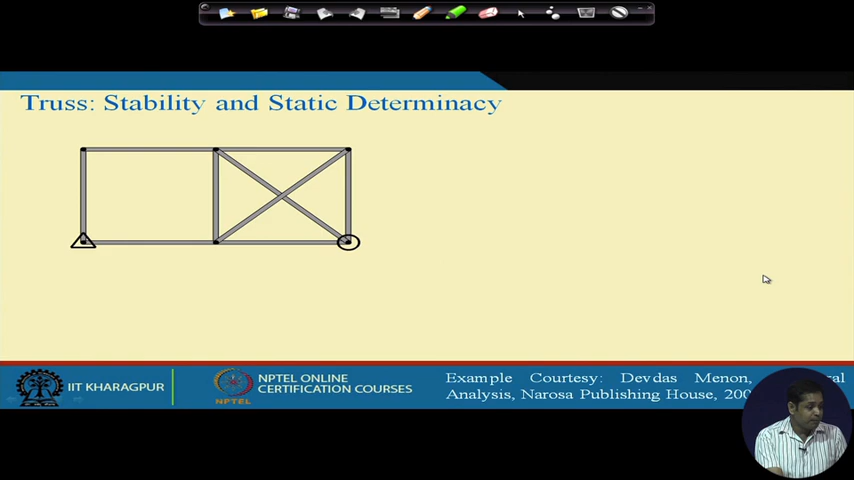 Truss: Stability and Static Determinacy
IIT KHARAGPUR
NPTEL
NPTEL ONLINE
CERTIFICATION COURSES
Example Courtesy: Devdas Menon,
Analysis, Narosa Publishing House,